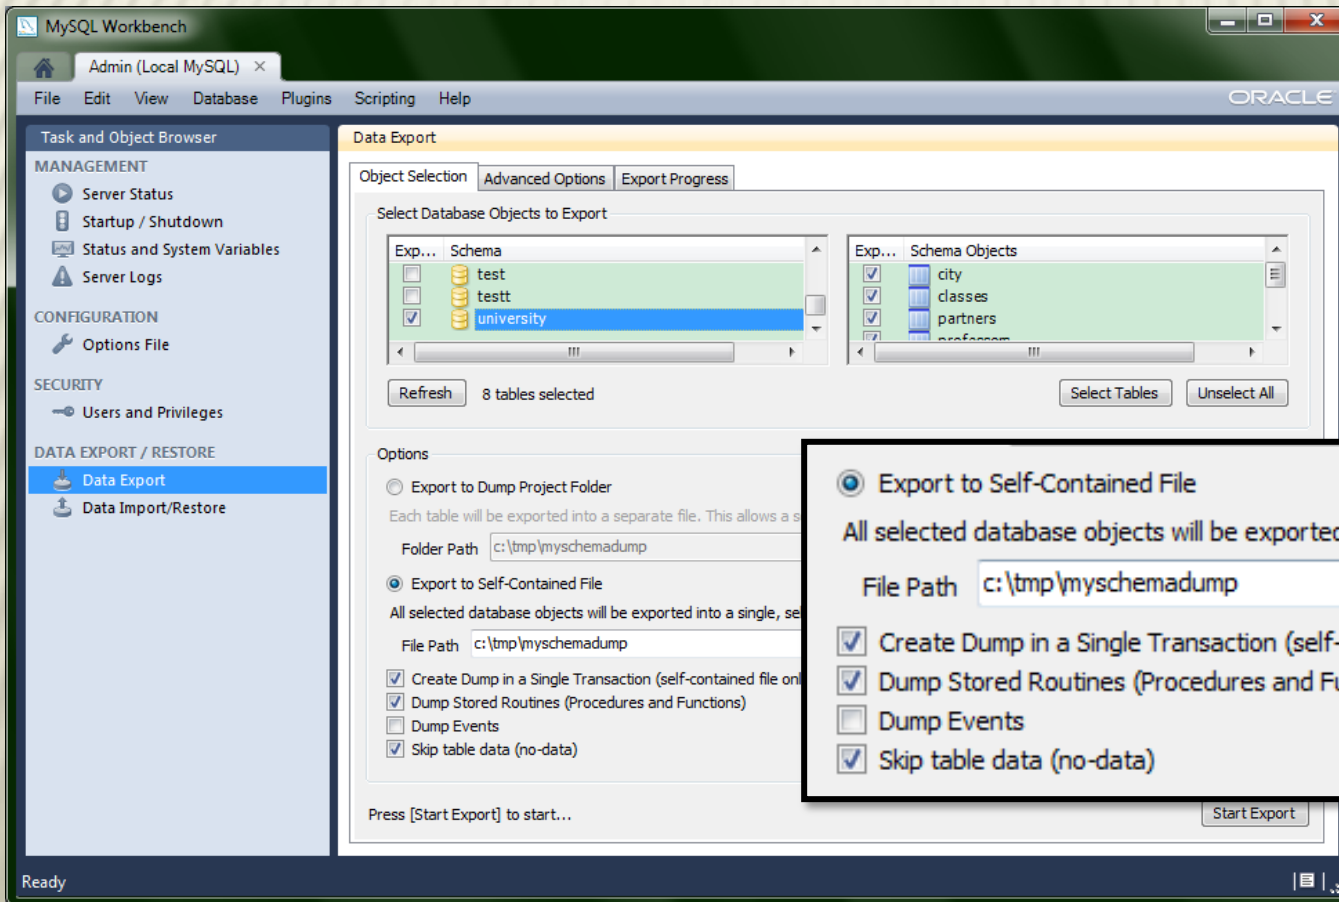 MySQL Workbench
Admin (Local MySQL)
File Edit View Database Plugins Scripting Help
ORACLE
Task and Object Browser
MANAGEMENT
Server Status
Startup / Shutdown
Status and System Variables
Server Logs
CONFIGURATION
Options File
SECURITY
Users and Privileges
DATA EXPORT / RESTORE
Data Export
Data Import/Restore
Data Export
Object Selection Advanced Options Export Progress
Select Database Objects to Export
Exp... Schema
test
testt
university
Exp... Schema Objects
city
classes
partners
Refresh 8 tables selected
Select Tables Unselect All
Options
Export to Dump Project Folder
Each table will be exported into a separate file. This allows a s
Folder Path c:\tmp\myschemadump
Export to Self-Contained File
All selected database objects will be exported into a single, se
File Path c:\tmp\myschemadump
Create Dump in a Single Transaction (self-contained file onl
Dump Stored Routines (Procedures and Functions)
Dump Events
Skip table data (no-data)
Export to Self-Contained File
All selected database objects will be exported
File Path c:\tmp\myschemadump
Create Dump in a Single Transaction (self-
Dump Stored Routines (Procedures and Fu
Dump Events
Skip table data (no-data)
Press [Start Export] to start...
Start Export
Ready